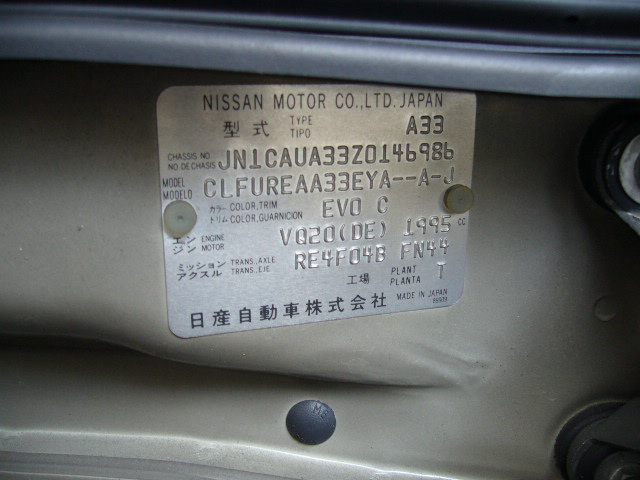 NISSAN MOTOR CO.,LTD. JAPAN
型式 TYPE TIPO A33
CHASSIS NO. NO.DE CHASIS JN1CAUA33Z0146986
MODEL MODELO CLFUREAA33EYA--A-J
カラー COLOR,TRIM トリム COLOR,GUARNICION EV0 C
エンジン ENGINE MOTOR VQ20(DE) 1995 cc
ミッション アクスル TRANS,AXLE TRANS,EJE RE4F04B FN44
工場 PLANT PLANTA T
日産自動車株式会社 MADE IN JAPAN